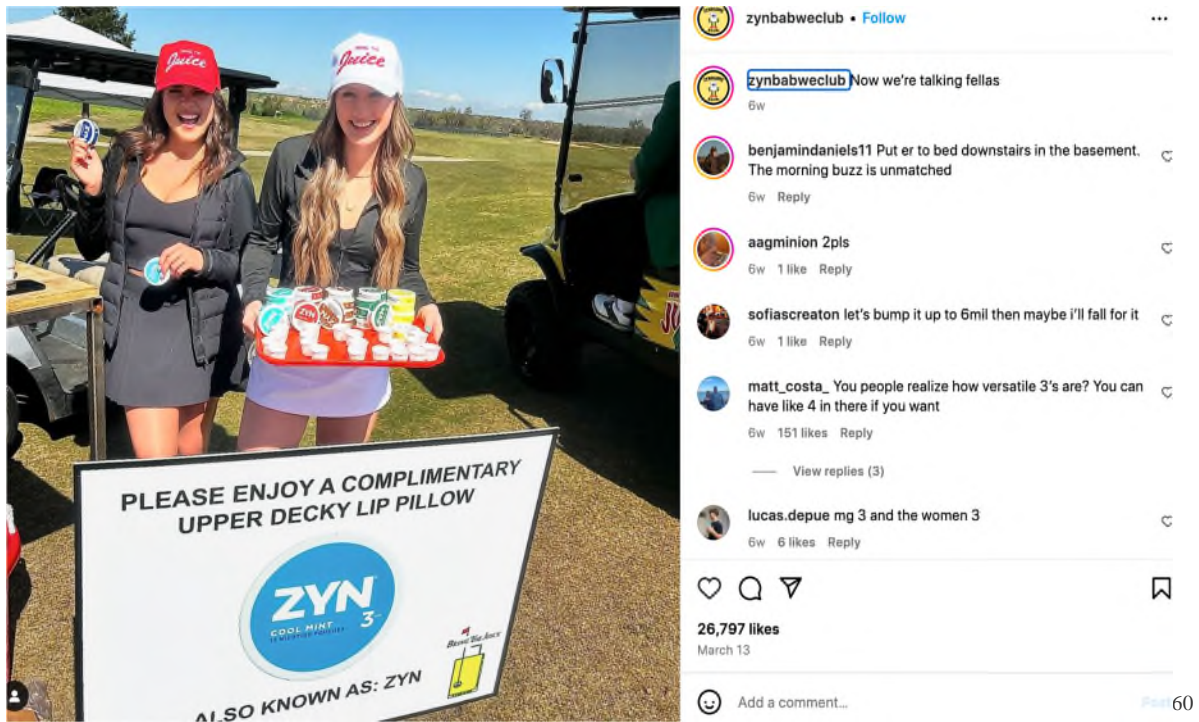 Juice
Juice
ZYN
PLEASE ENJOY A COMPLIMENTARY
UPPER DECKY LIP PILLOW
ZYN
COOL MINT
3
BRING THE JUICE
ALSO KNOWN AS: ZYN
zynbabweclub • Follow
zynbabweclub Now we're talking fellas
6w
benjamindaniels11 Put er to bed downstairs in the basement.
The morning buzz is unmatched
6w Reply
aagminion 2pls
6w 1 like Reply
sofiascreaton let's bump it up to 6mil then maybe i'll fall for it
6w 1 like Reply
matt_costa_ You people realize how versatile 3's are? You can
have like 4 in there if you want
6w 151 likes Reply
View replies (3)
lucas.depue mg 3 and the women 3
6w 6 likes Reply
26,797 likes
March 13
Add a comment...
Post
60